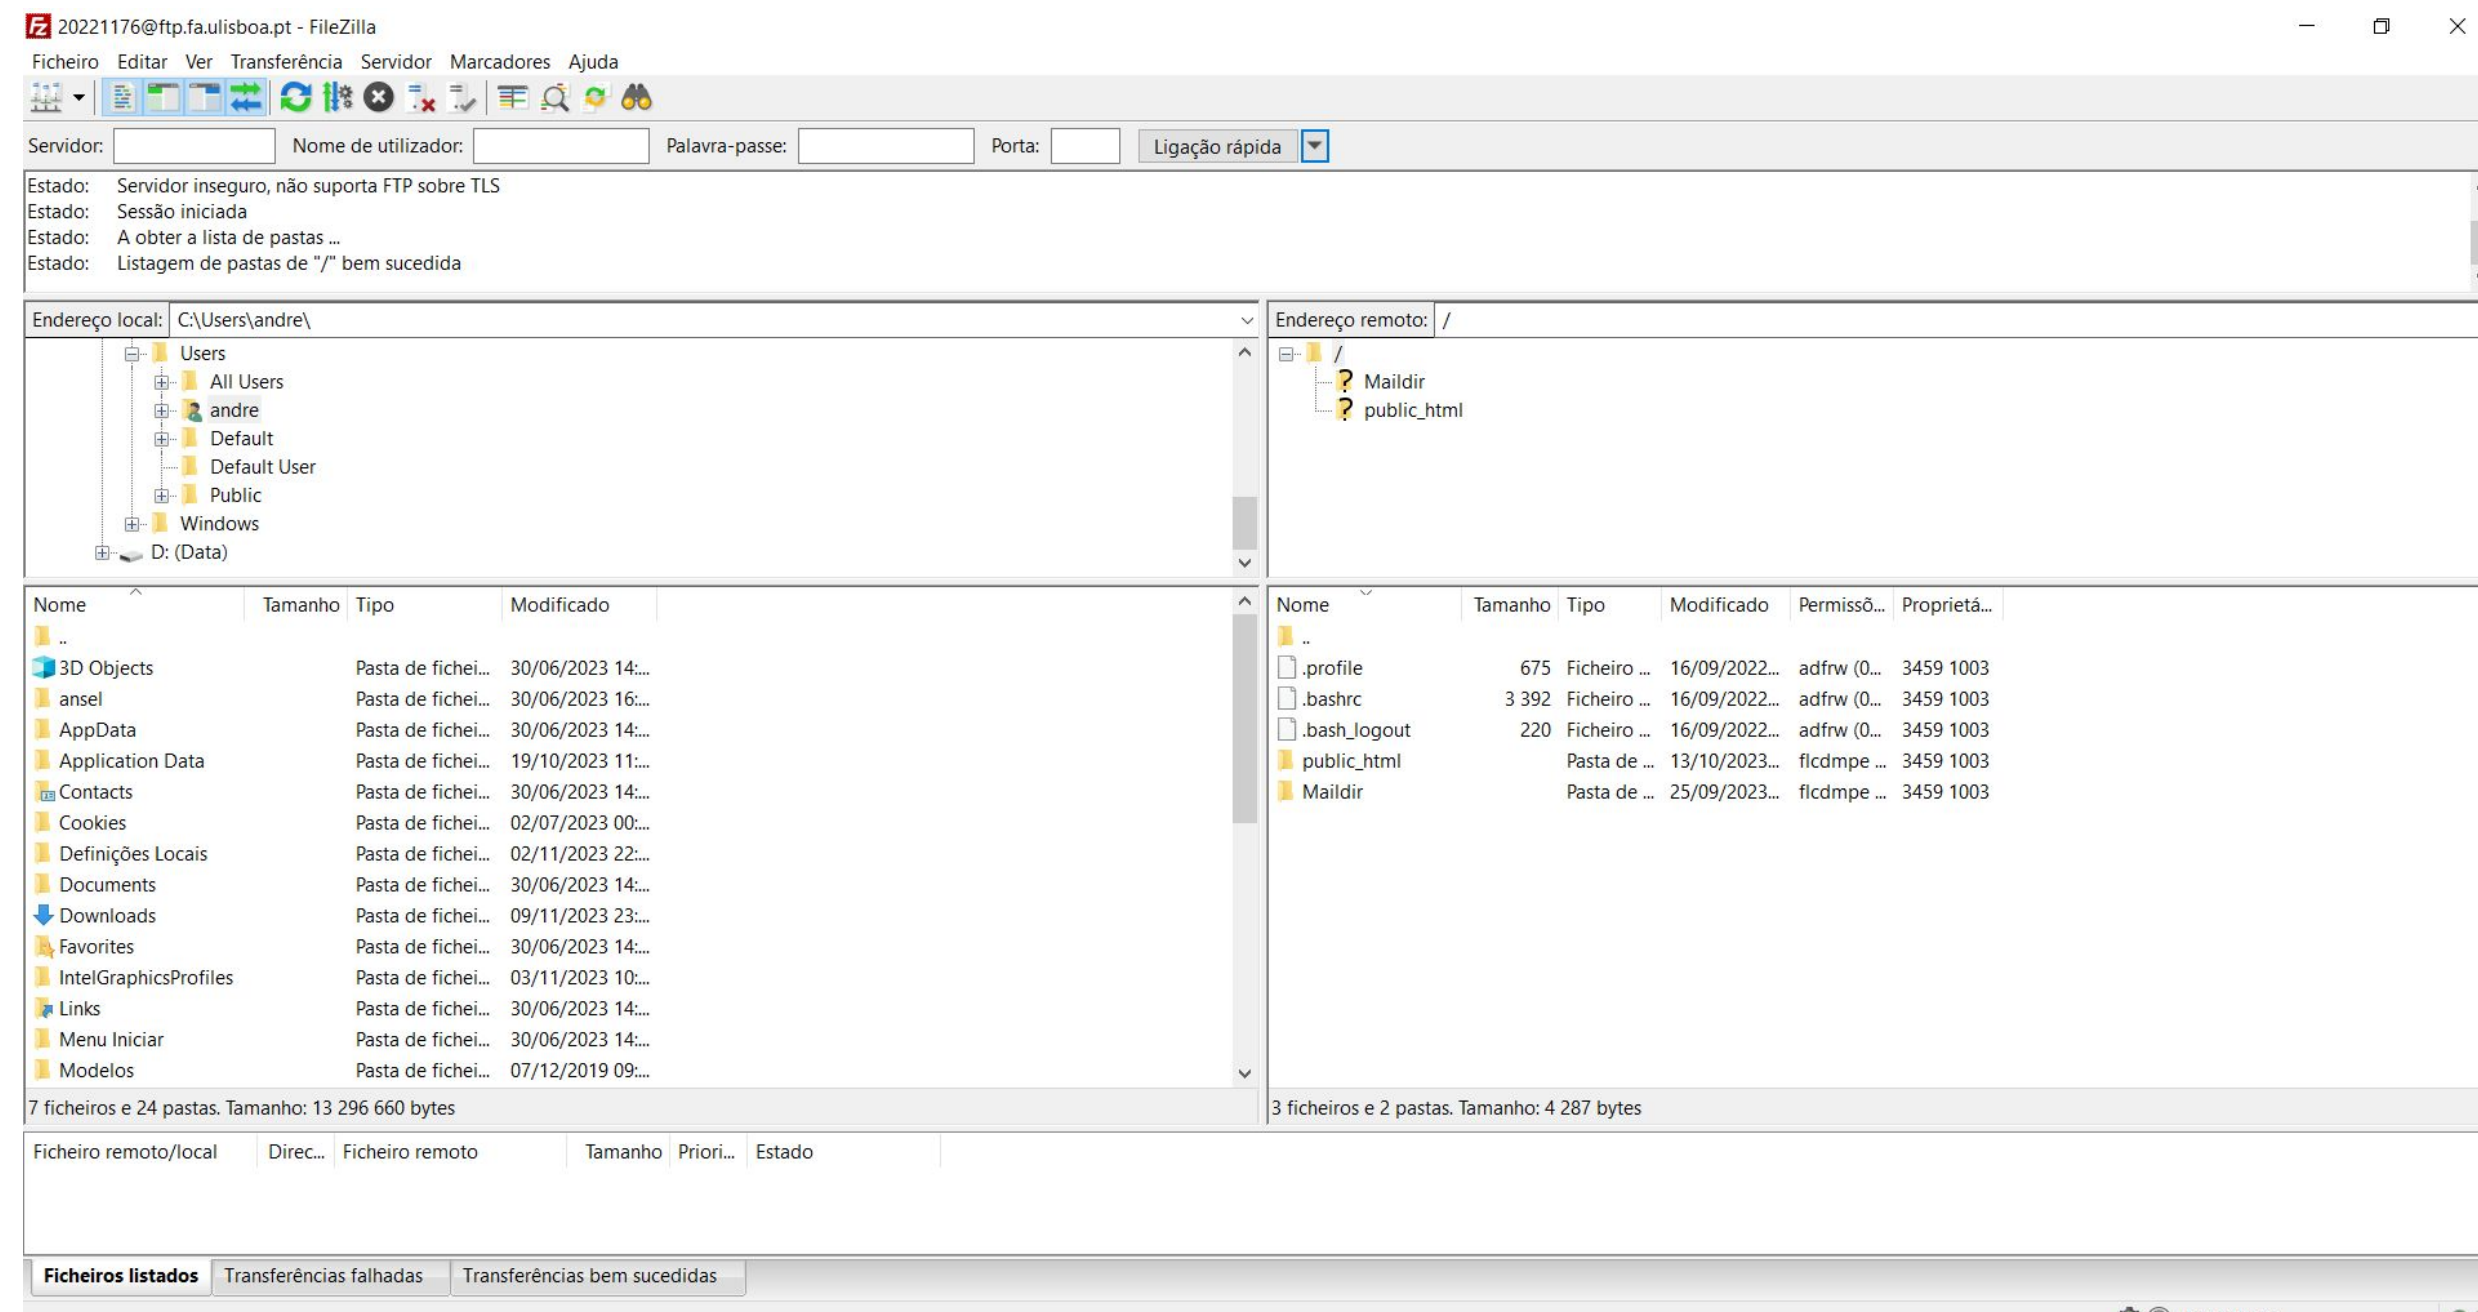 20221176@ftp.fa.ulisboa.pt - FileZilla
Ficheiro Editar Ver Transferência Servidor Marcadores Ajuda
Servidor: Nome de utilizador: Palavra-passe: Porta: Ligação rápida
Estado: Servidor inseguro, não suporta FTP sobre TLS
Estado: Sessão iniciada
Estado: A obter a lista de pastas ...
Estado: Listagem de pastas de "/" bem sucedida
Endereço local: C:\Users\andre\
Users
All Users
andre
Default
Default User
Public
Windows
D: (Data)
Endereço remoto: /
/
Maildir
public_html
Nome Tamanho Tipo Modificado
..
3D Objects Pasta de fichei... 30/06/2023 14:...
ansel Pasta de fichei... 30/06/2023 16:...
AppData Pasta de fichei... 30/06/2023 14:...
Application Data Pasta de fichei... 19/10/2023 11:...
Contacts Pasta de fichei... 30/06/2023 14:...
Cookies Pasta de fichei... 02/07/2023 00:...
Definições Locais Pasta de fichei... 02/11/2023 22:...
Documents Pasta de fichei... 30/06/2023 14:...
Downloads Pasta de fichei... 09/11/2023 23:...
Favorites Pasta de fichei... 30/06/2023 14:...
IntelGraphicsProfiles Pasta de fichei... 03/11/2023 10:...
Links Pasta de fichei... 30/06/2023 14:...
Menu Iniciar Pasta de fichei... 30/06/2023 14:...
Modelos Pasta de fichei... 07/12/2019 09:...
7 ficheiros e 24 pastas. Tamanho: 13 296 660 bytes
Nome Tamanho Tipo Modificado Permissõ... Proprietá...
..
.profile 675 Ficheiro ... 16/09/2022... adfrw (0... 3459 1003
.bashrc 3 392 Ficheiro ... 16/09/2022... adfrw (0... 3459 1003
.bash_logout 220 Ficheiro ... 16/09/2022... adfrw (0... 3459 1003
public_html Pasta de ... 13/10/2023... flcdmpe ... 3459 1003
Maildir Pasta de ... 25/09/2023... flcdmpe ... 3459 1003
3 ficheiros e 2 pastas. Tamanho: 4 287 bytes
Ficheiro remoto/local Direc... Ficheiro remoto Tamanho Priori... Estado
Ficheiros listados Transferências falhadas Transferências bem sucedidas